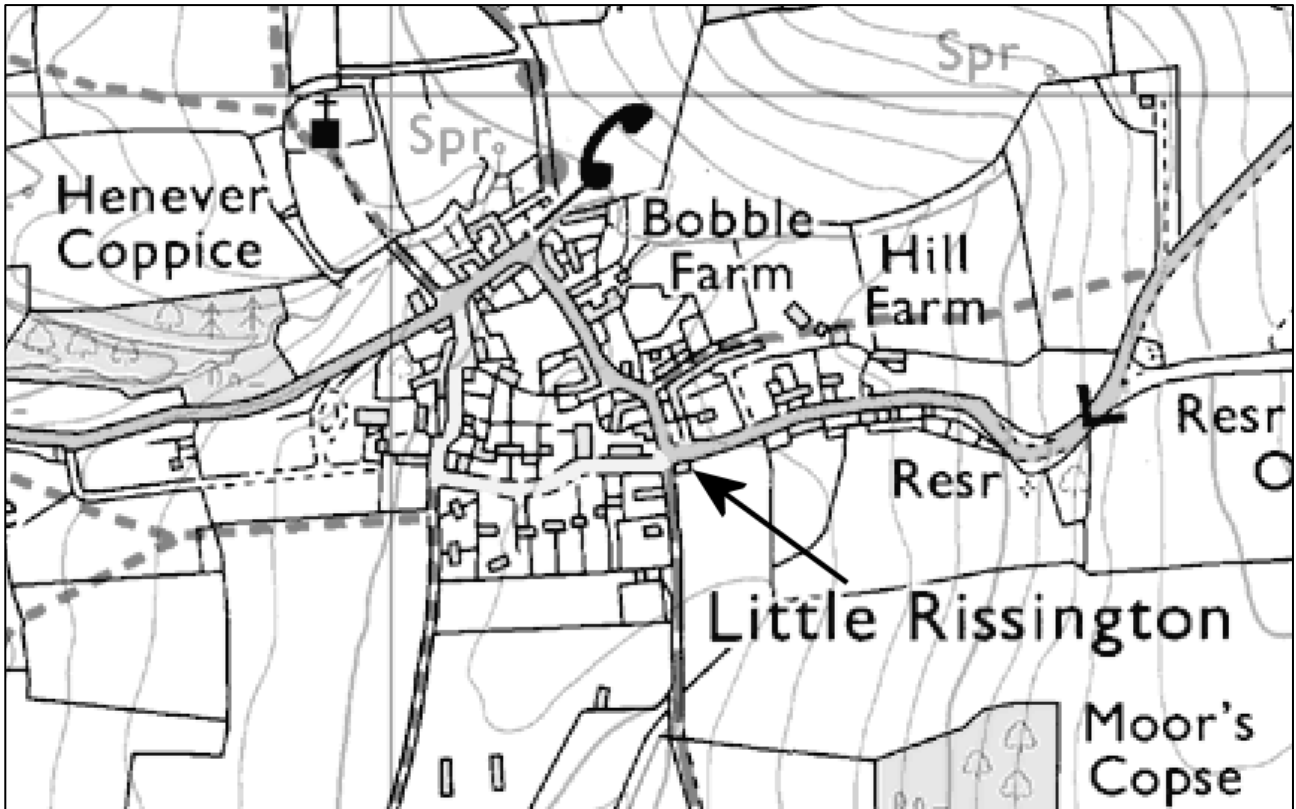 Spr
Spr
Henever
Coppice
Bobble
Farm
Hill
Farm
Resr
Resr
Little Rissington
Moor's
Copse